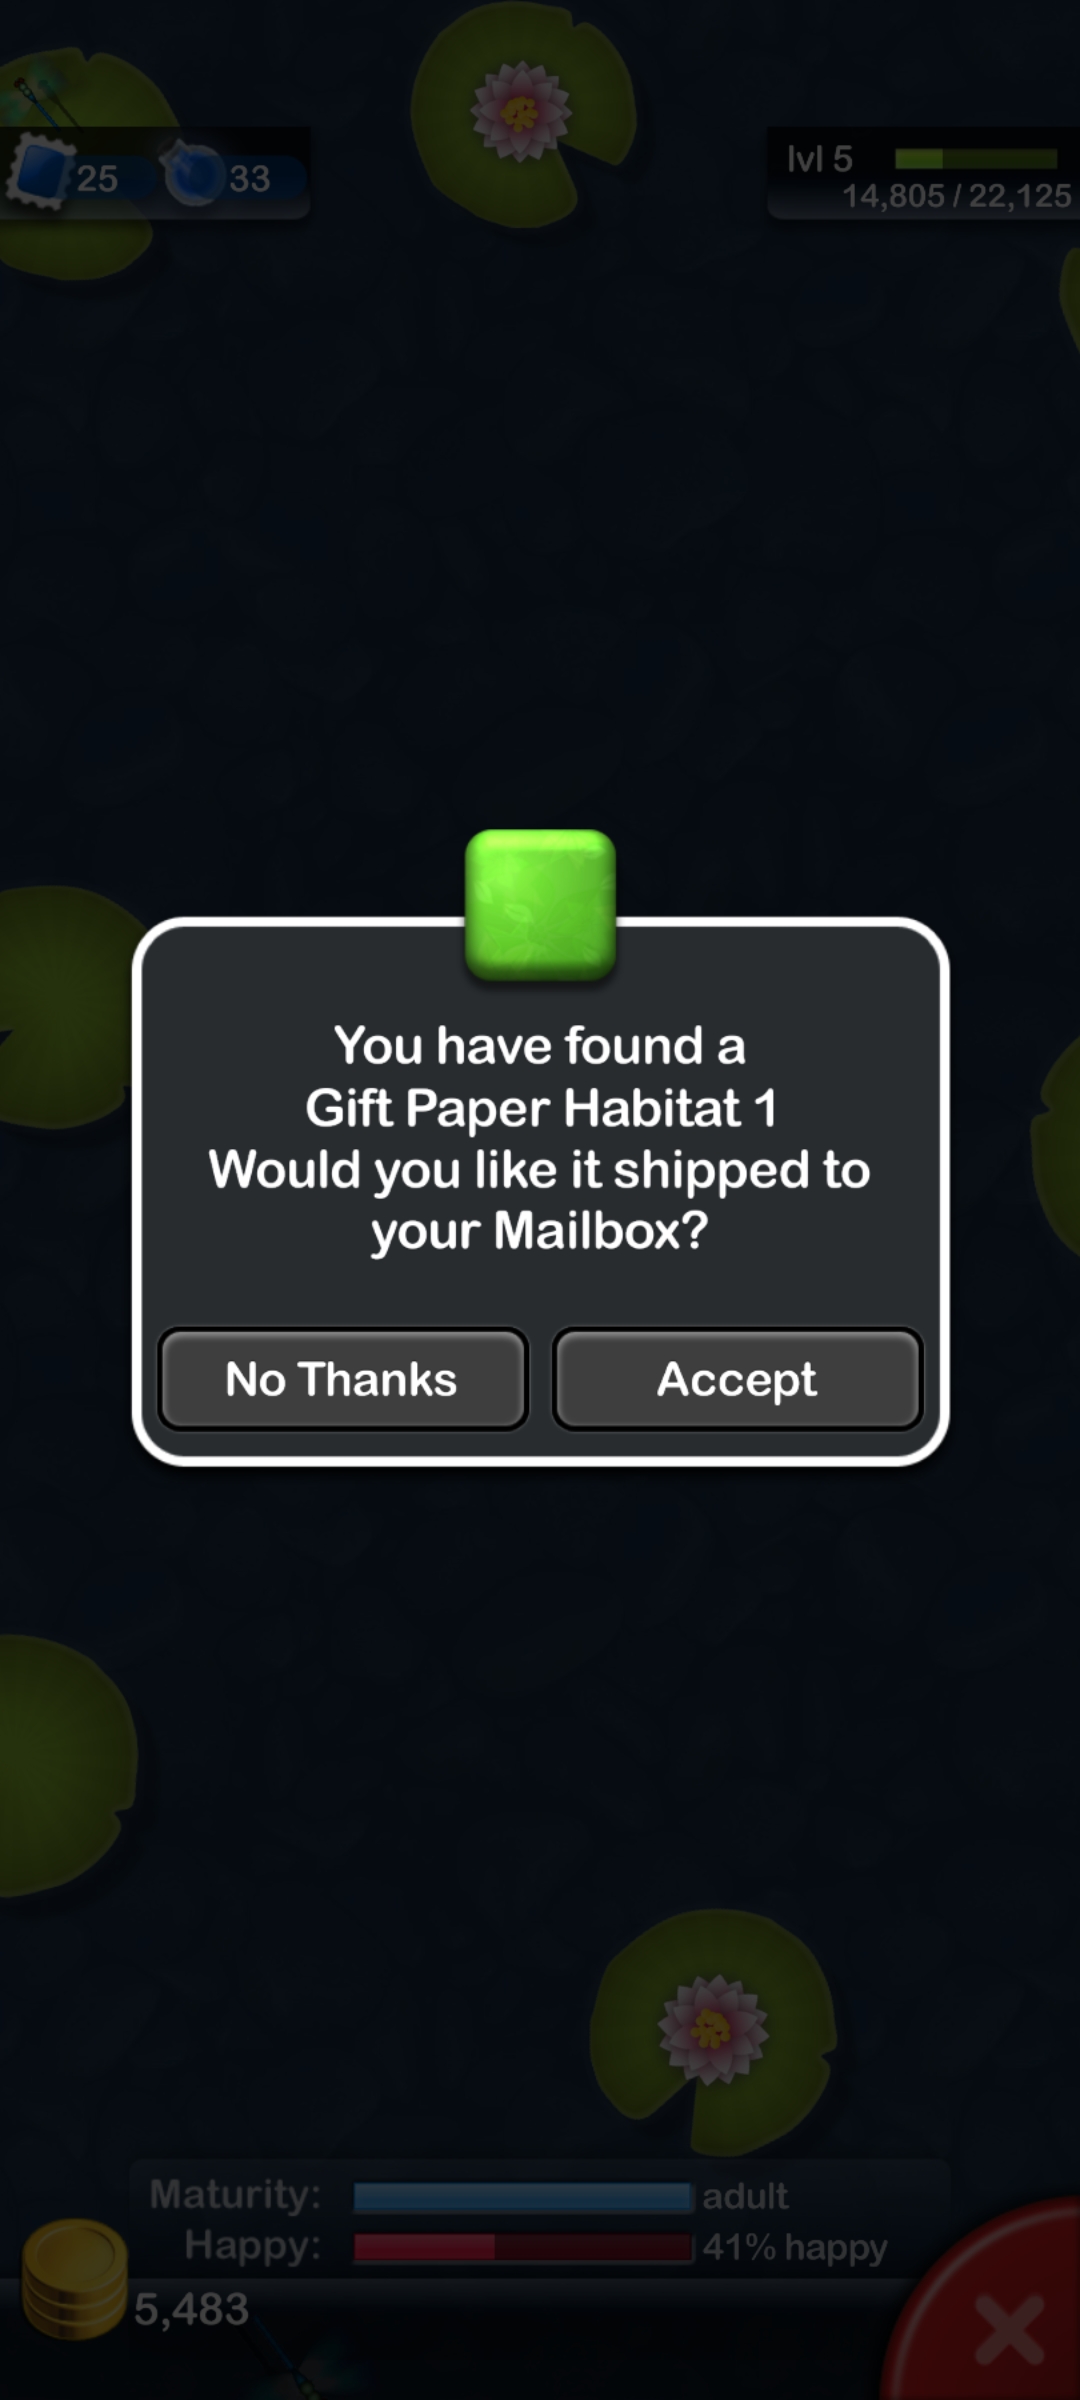 25 33
lvl 5
14,805 / 22,125
You have found a
Gift Paper Habitat 1
Would you like it shipped to
your Mailbox?
No Thanks Accept
Maturity: adult
Happy: 41% happy
5,483